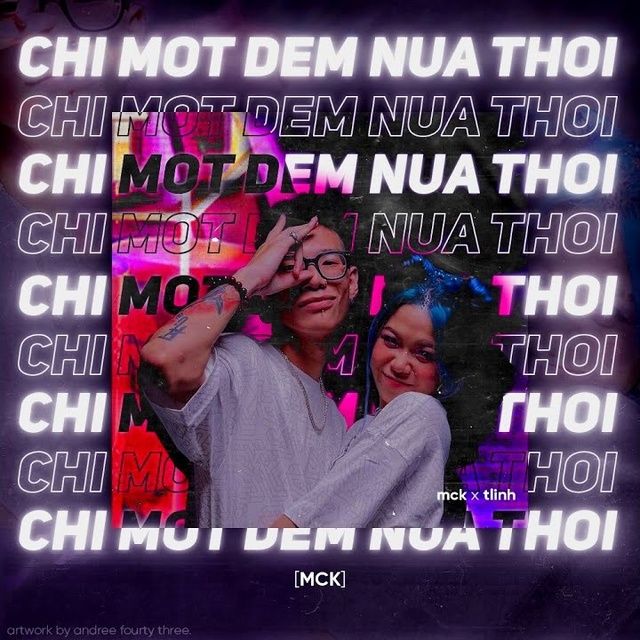 CHI MOT DEM NUA THOI
CHI MOT DEM NUA THOI
CHI MOT DEM NUA THOI
CHI MOT NUA THOI
CHI MOT THOI
CHI THOI
CHI THOI
CHI THOI
mck x tlinh
CHI MOT DEM NUA THOI
[MCK]
artwork by andree fourty three.